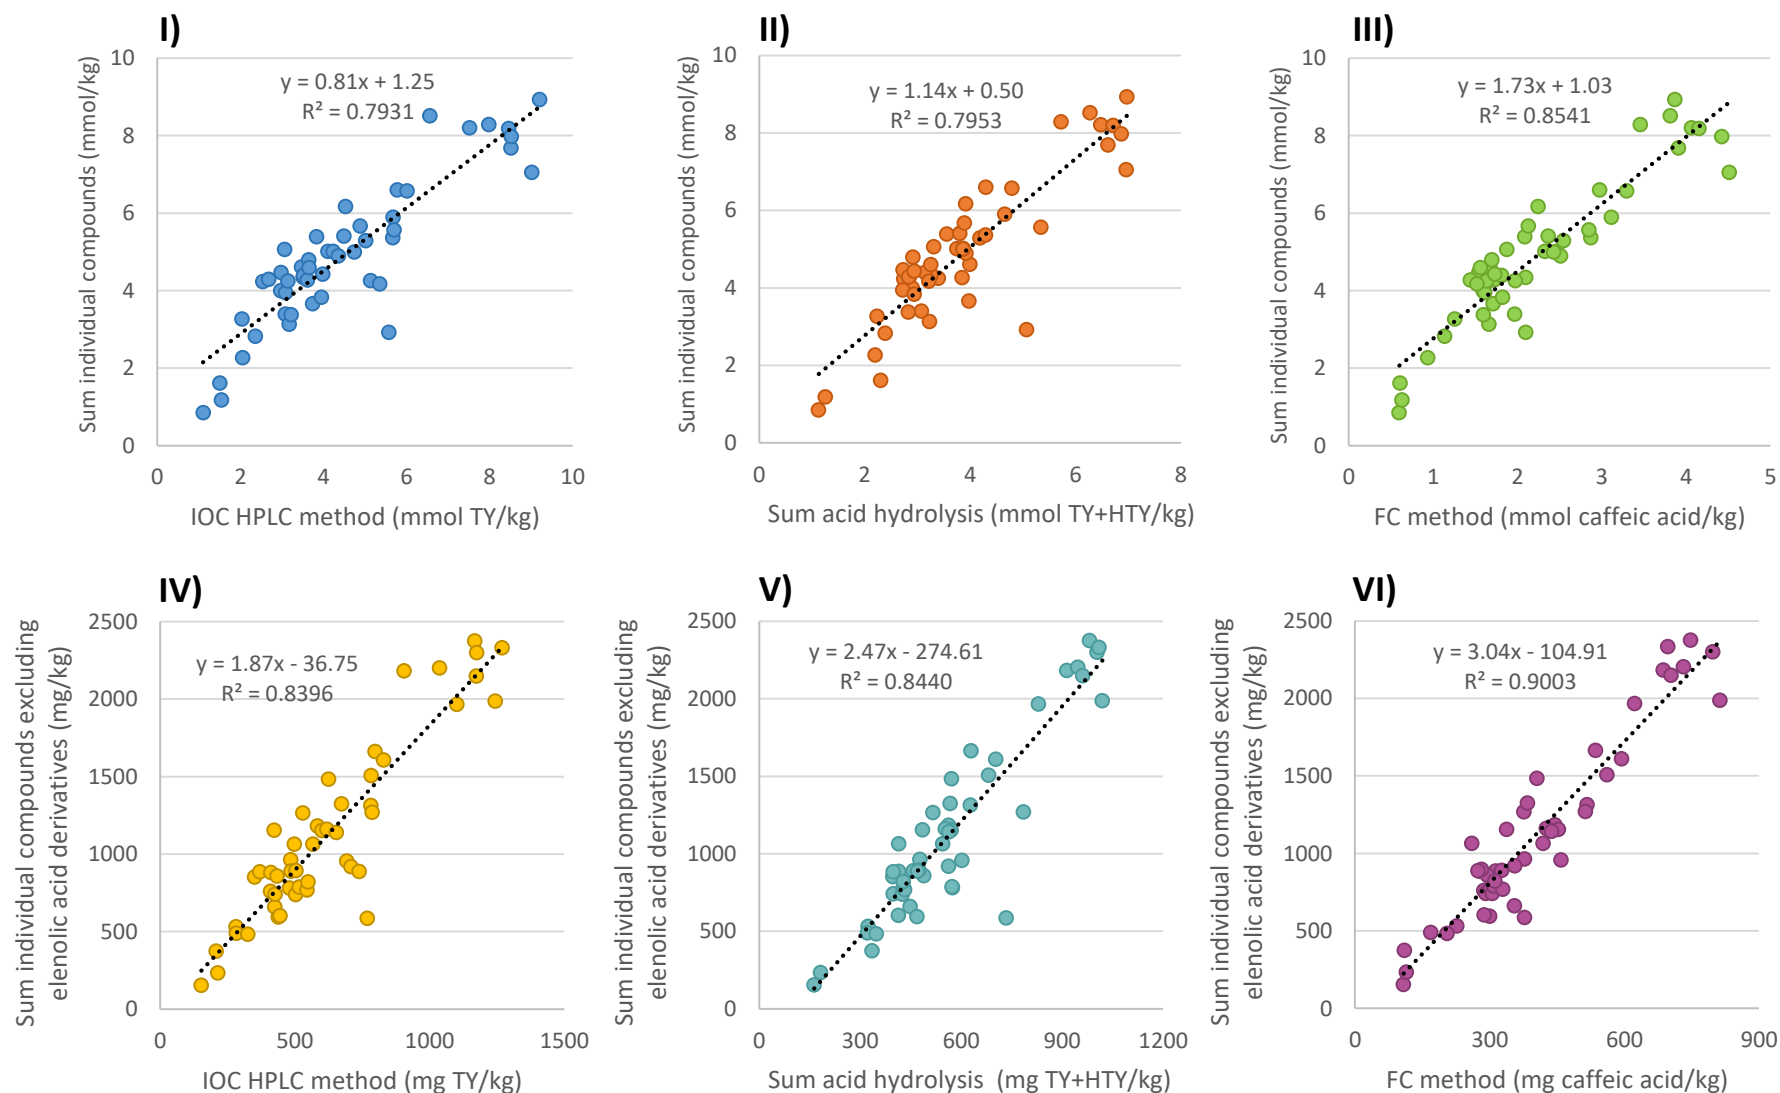 I)
Sum individual compounds (mmol/kg)
10
8
6
4
2
0
y = 0.81x + 1.25
R² = 0.7931
0 2 4 6 8 10
IOC HPLC method (mmol TY/kg)
II)
Sum individual compounds (mmol/kg)
10
8
6
4
2
0
y = 1.14x + 0.50
R² = 0.7953
0 2 4 6 8
Sum acid hydrolysis (mmol TY+HTY/kg)
III)
Sum individual compounds (mmol/kg)
10
8
6
4
2
0
y = 1.73x + 1.03
R² = 0.8541
0 1 2 3 4 5
FC method (mmol caffeic acid/kg)
IV)
Sum individual compounds excluding
elenolic acid derivatives (mg/kg)
2500
2000
1500
1000
500
0
y = 1.87x - 36.75
R² = 0.8396
0 500 1000 1500
IOC HPLC method (mg TY/kg)
V)
Sum individual compounds excluding
elenolic acid derivatives (mg/kg)
2500
2000
1500
1000
500
0
y = 2.47x - 274.61
R² = 0.8440
0 300 600 900 1200
Sum acid hydrolysis (mg TY+HTY/kg)
VI)
Sum individual compounds excluding
elenolic acid derivatives (mg/kg)
2500
2000
1500
1000
500
0
y = 3.04x - 104.91
R² = 0.9003
0 300 600 900
FC method (mg caffeic acid/kg)